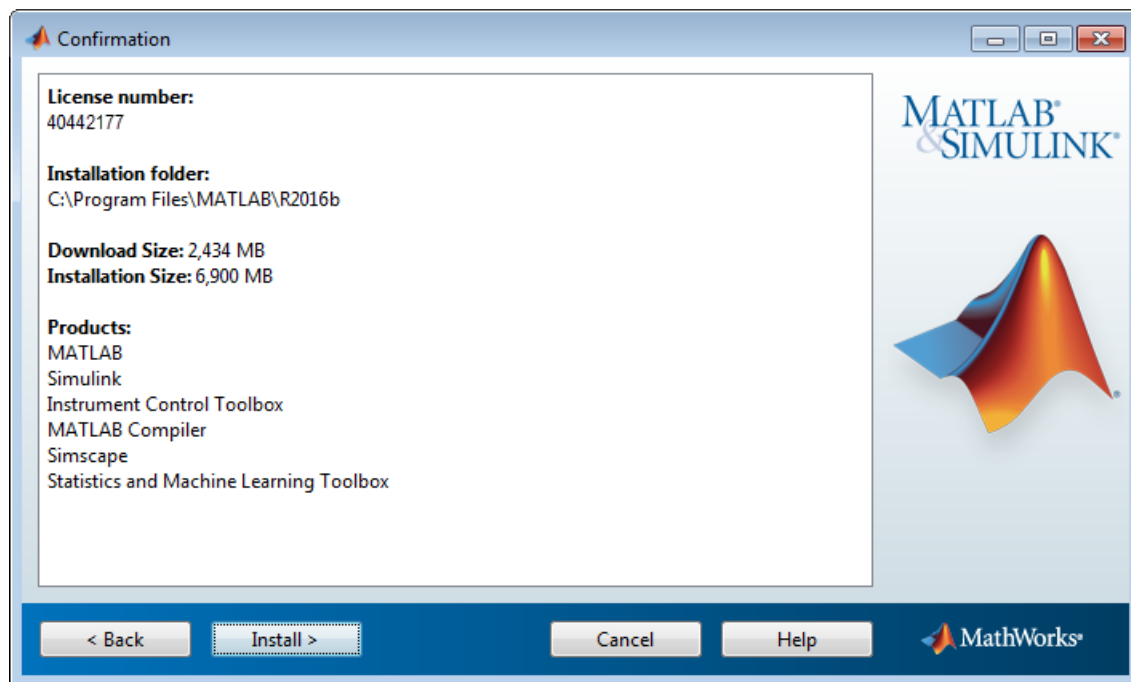 Confirmation
License number:
40442177
Installation folder:
C:\Program Files\MATLAB\R2016b
Download Size: 2,434 MB
Installation Size: 6,900 MB
Products:
MATLAB
Simulink
Instrument Control Toolbox
MATLAB Compiler
Simscape
Statistics and Machine Learning Toolbox
MATLAB®
&SIMULINK®
®
< Back
Install >
Cancel
Help
MathWorks®